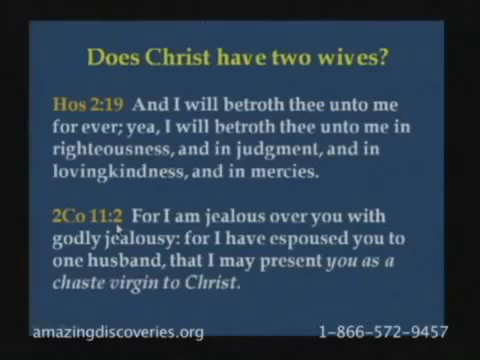 Does Christ have two wives?
Hos 2:19 And I will betroth thee unto me
for ever; yea, I will betroth thee unto me in
righteousness, and in judgment, and in
lovingkindness, and in mercies.
2Co 11:2 For I am jealous over you with
godly jealousy: for I have espoused you to
one husband, that I may present you as a
chaste virgin to Christ.
amazingdiscoveries.org 1-866-572-9457